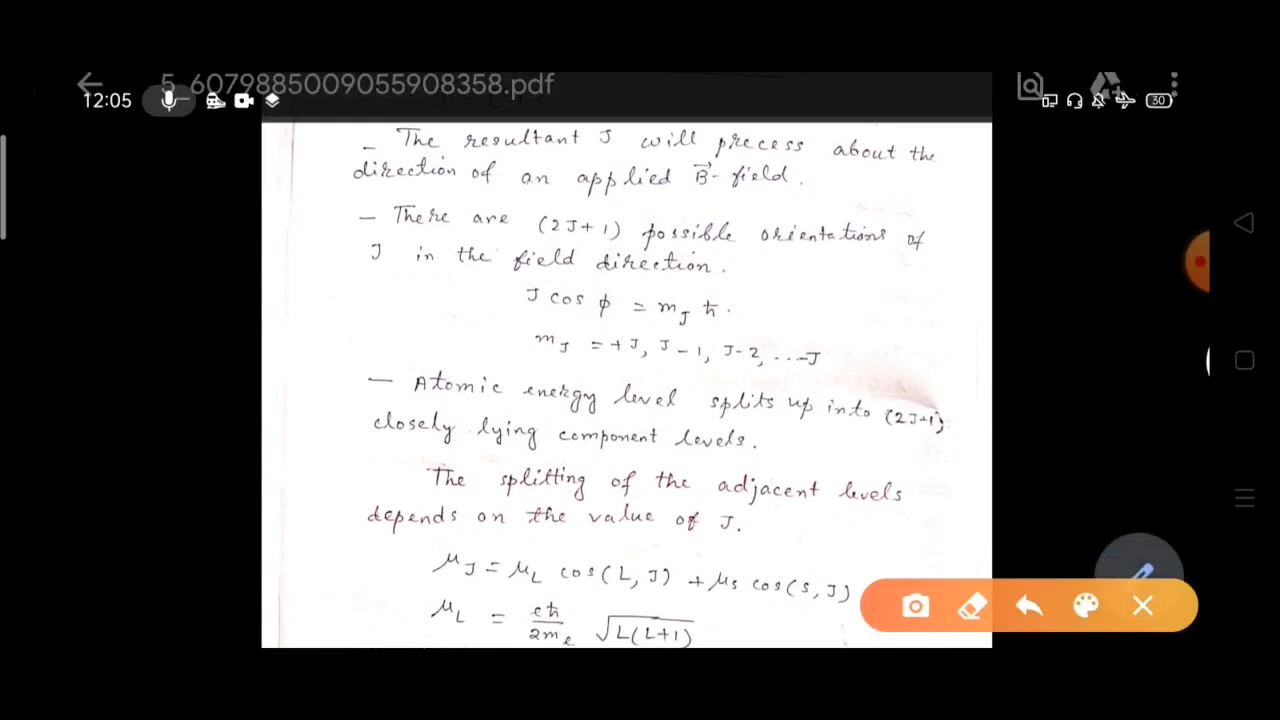 5_6079885009055908358.pdf
12:05
30
– The resultant J will precess about the
direction of an applied B⃗- field.
– There are (2J+1) possible orientations of
J in the field direction.
J cos ϕ = m_J ħ.
m_J = +J, J-1, J-2, ...-J
– Atomic energy level splits up into (2J+1)
closely lying component levels.
The splitting of the adjacent levels
depends on the value of J.
μ_J = μ_L cos(L, J) + μ_s cos(s, J)
μ_L = eħ/2m_e √L(L+1)